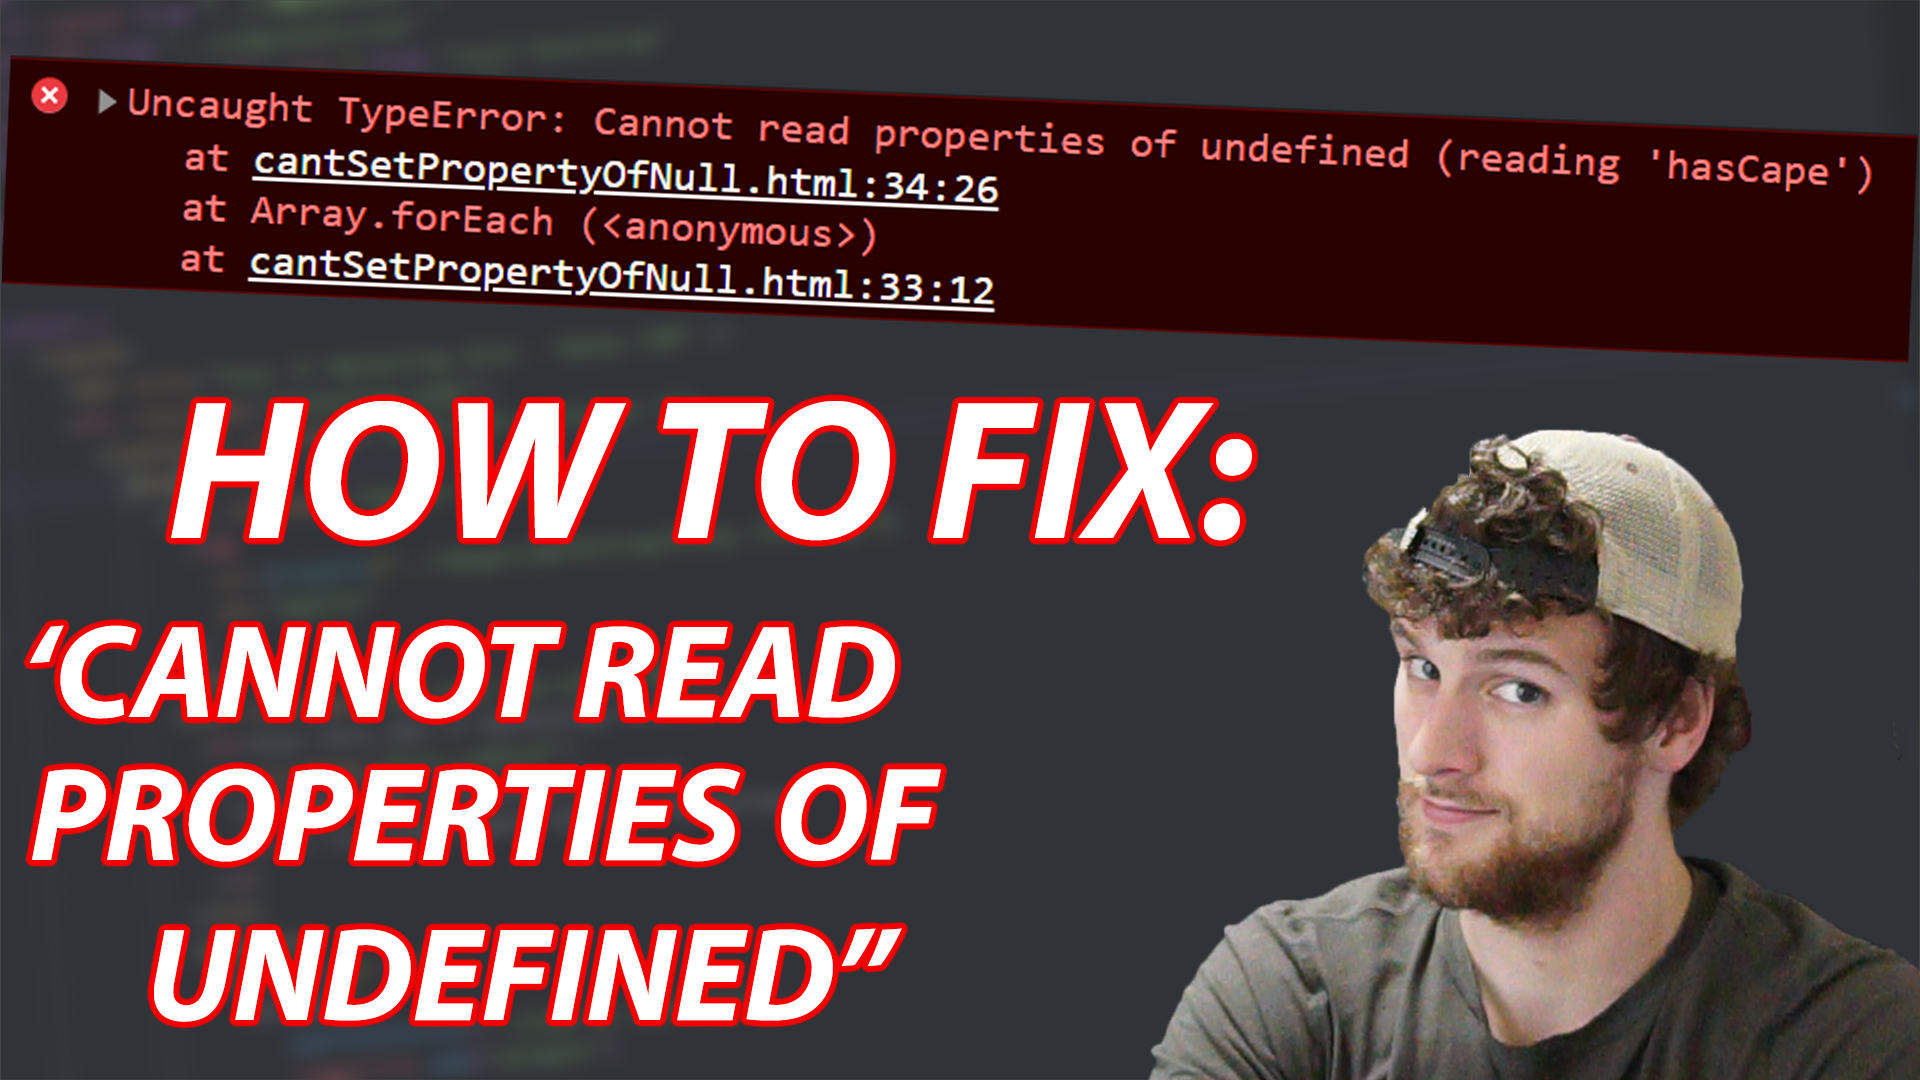 Uncaught TypeError: Cannot read properties of undefined (reading 'hasCape')
at cantSetPropertyOfNull.html:34:26
at Array.forEach (<anonymous>)
at cantSetPropertyOfNull.html:33:12
HOW TO FIX:
‘CANNOT READ
PROPERTIES OF
UNDEFINED”